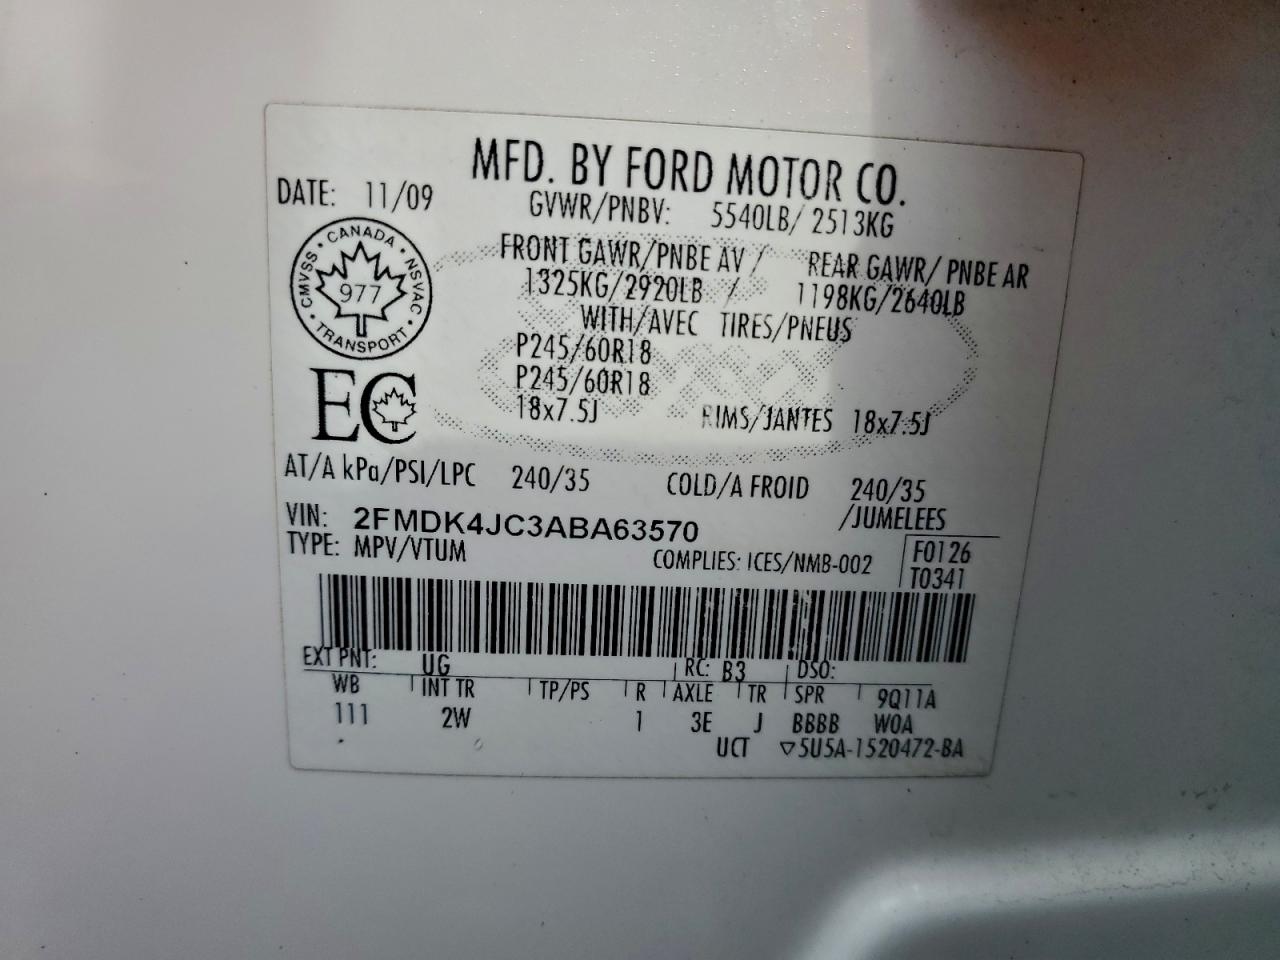 MFD. BY FORD MOTOR CO.
DATE: 11/09
GVWR/PNBV: 5540LB/ 2513KG
CANADA
CMVSS
NSVAC
977
TRANSPORT
FRONT GAWR/PNBE AV / REAR GAWR/ PNBE AR
1325KG/2920LB / 1198KG/2640LB
WITH/AVEC TIRES/PNEUS
P245/60R18
P245/60R18
18x7.5J RIMS/JANTES 18x7.5J
EC
AT/A kPa/PSI/LPC 240/35 COLD/A FROID 240/35
/JUMELEES
VIN: 2FMDK4JC3ABA63570
TYPE: MPV/VTUM COMPLIES: ICES/NMB-002
F0126
T0341
EXT PNT: UG RC: B3 DSO:
WB INT TR TP/PS R AXLE TR SPR 9Q11A
111 2W 1 3E J BBBB W0A
UCT ▽5U5A-1520472-BA